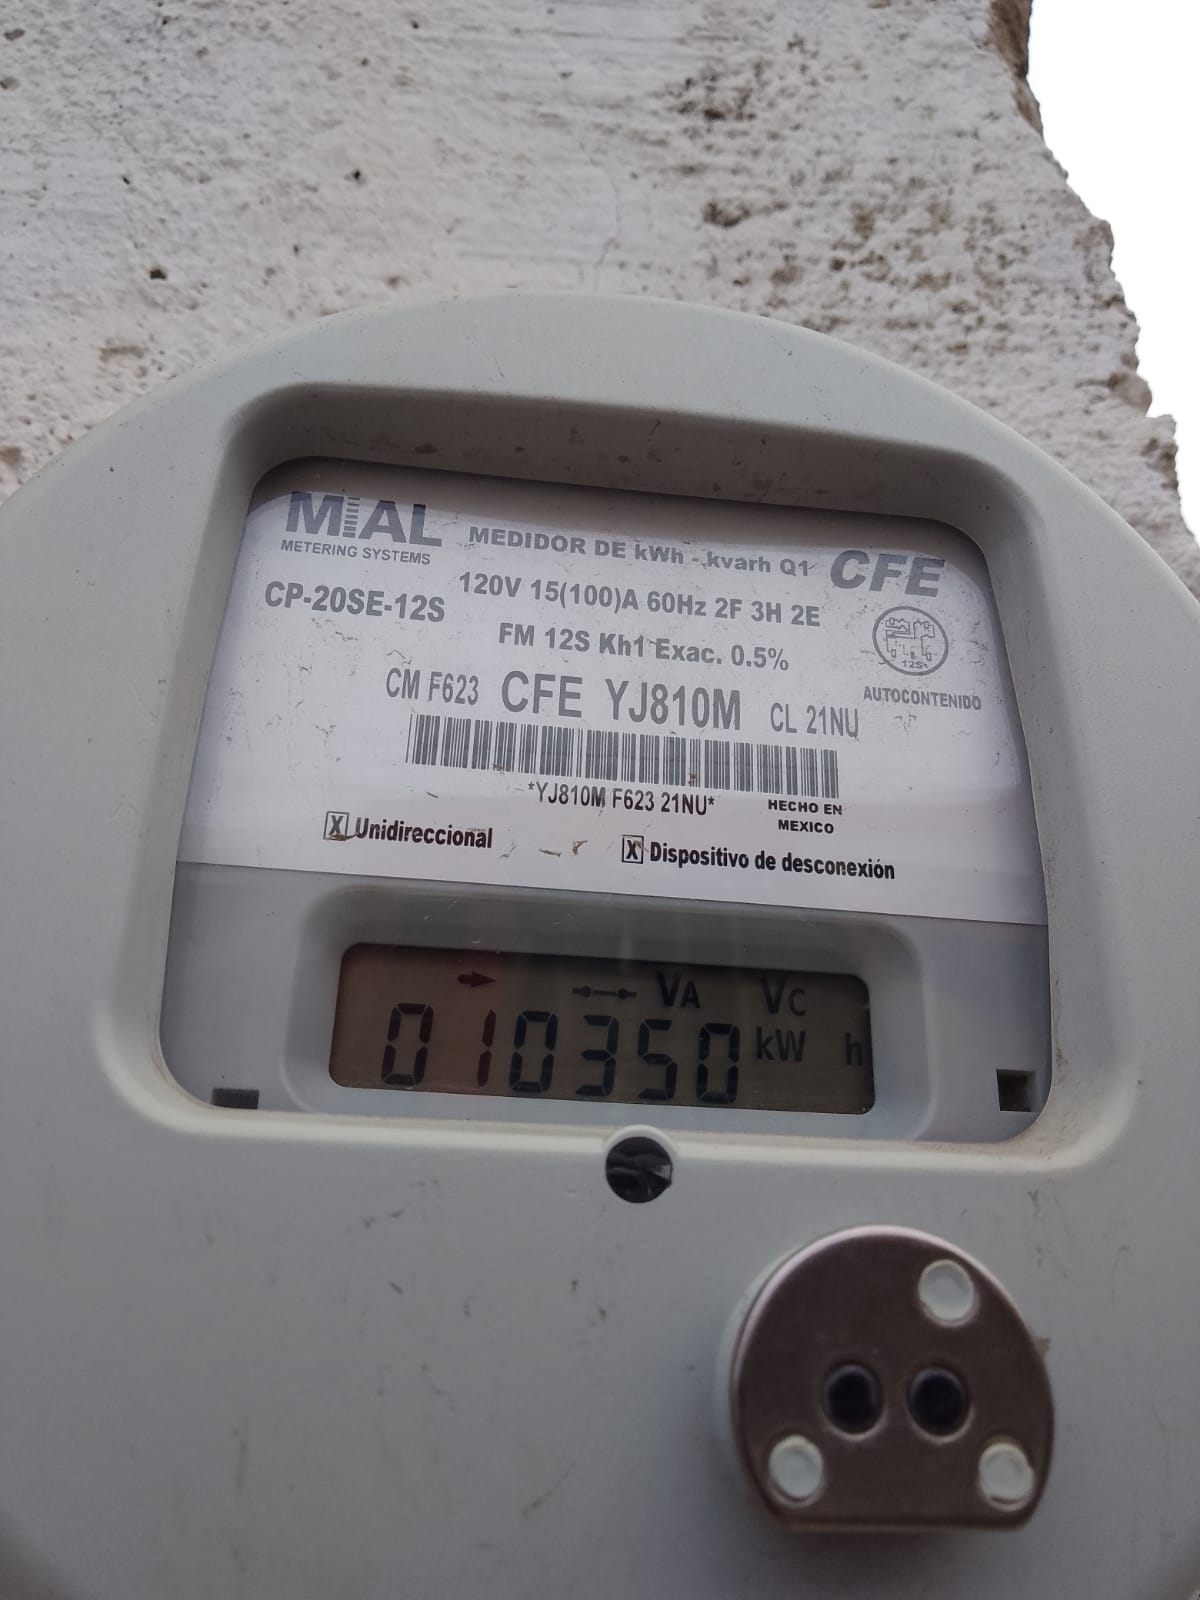 MIAL
METERING SYSTEMS
MEDIDOR DE kWh - kvarh Q1
CFE
CP-20SE-12S
120V 15(100)A 60Hz 2F 3H 2E
FM 12S Kh1 Exac. 0.5%
12S
AUTOCONTENIDO
CM F623 CFE YJ810M CL 21NU
*YJ810M F623 21NU*
HECHO EN
MEXICO
X Unidireccional
X Dispositivo de desconexión
VA VC
010350 kW h